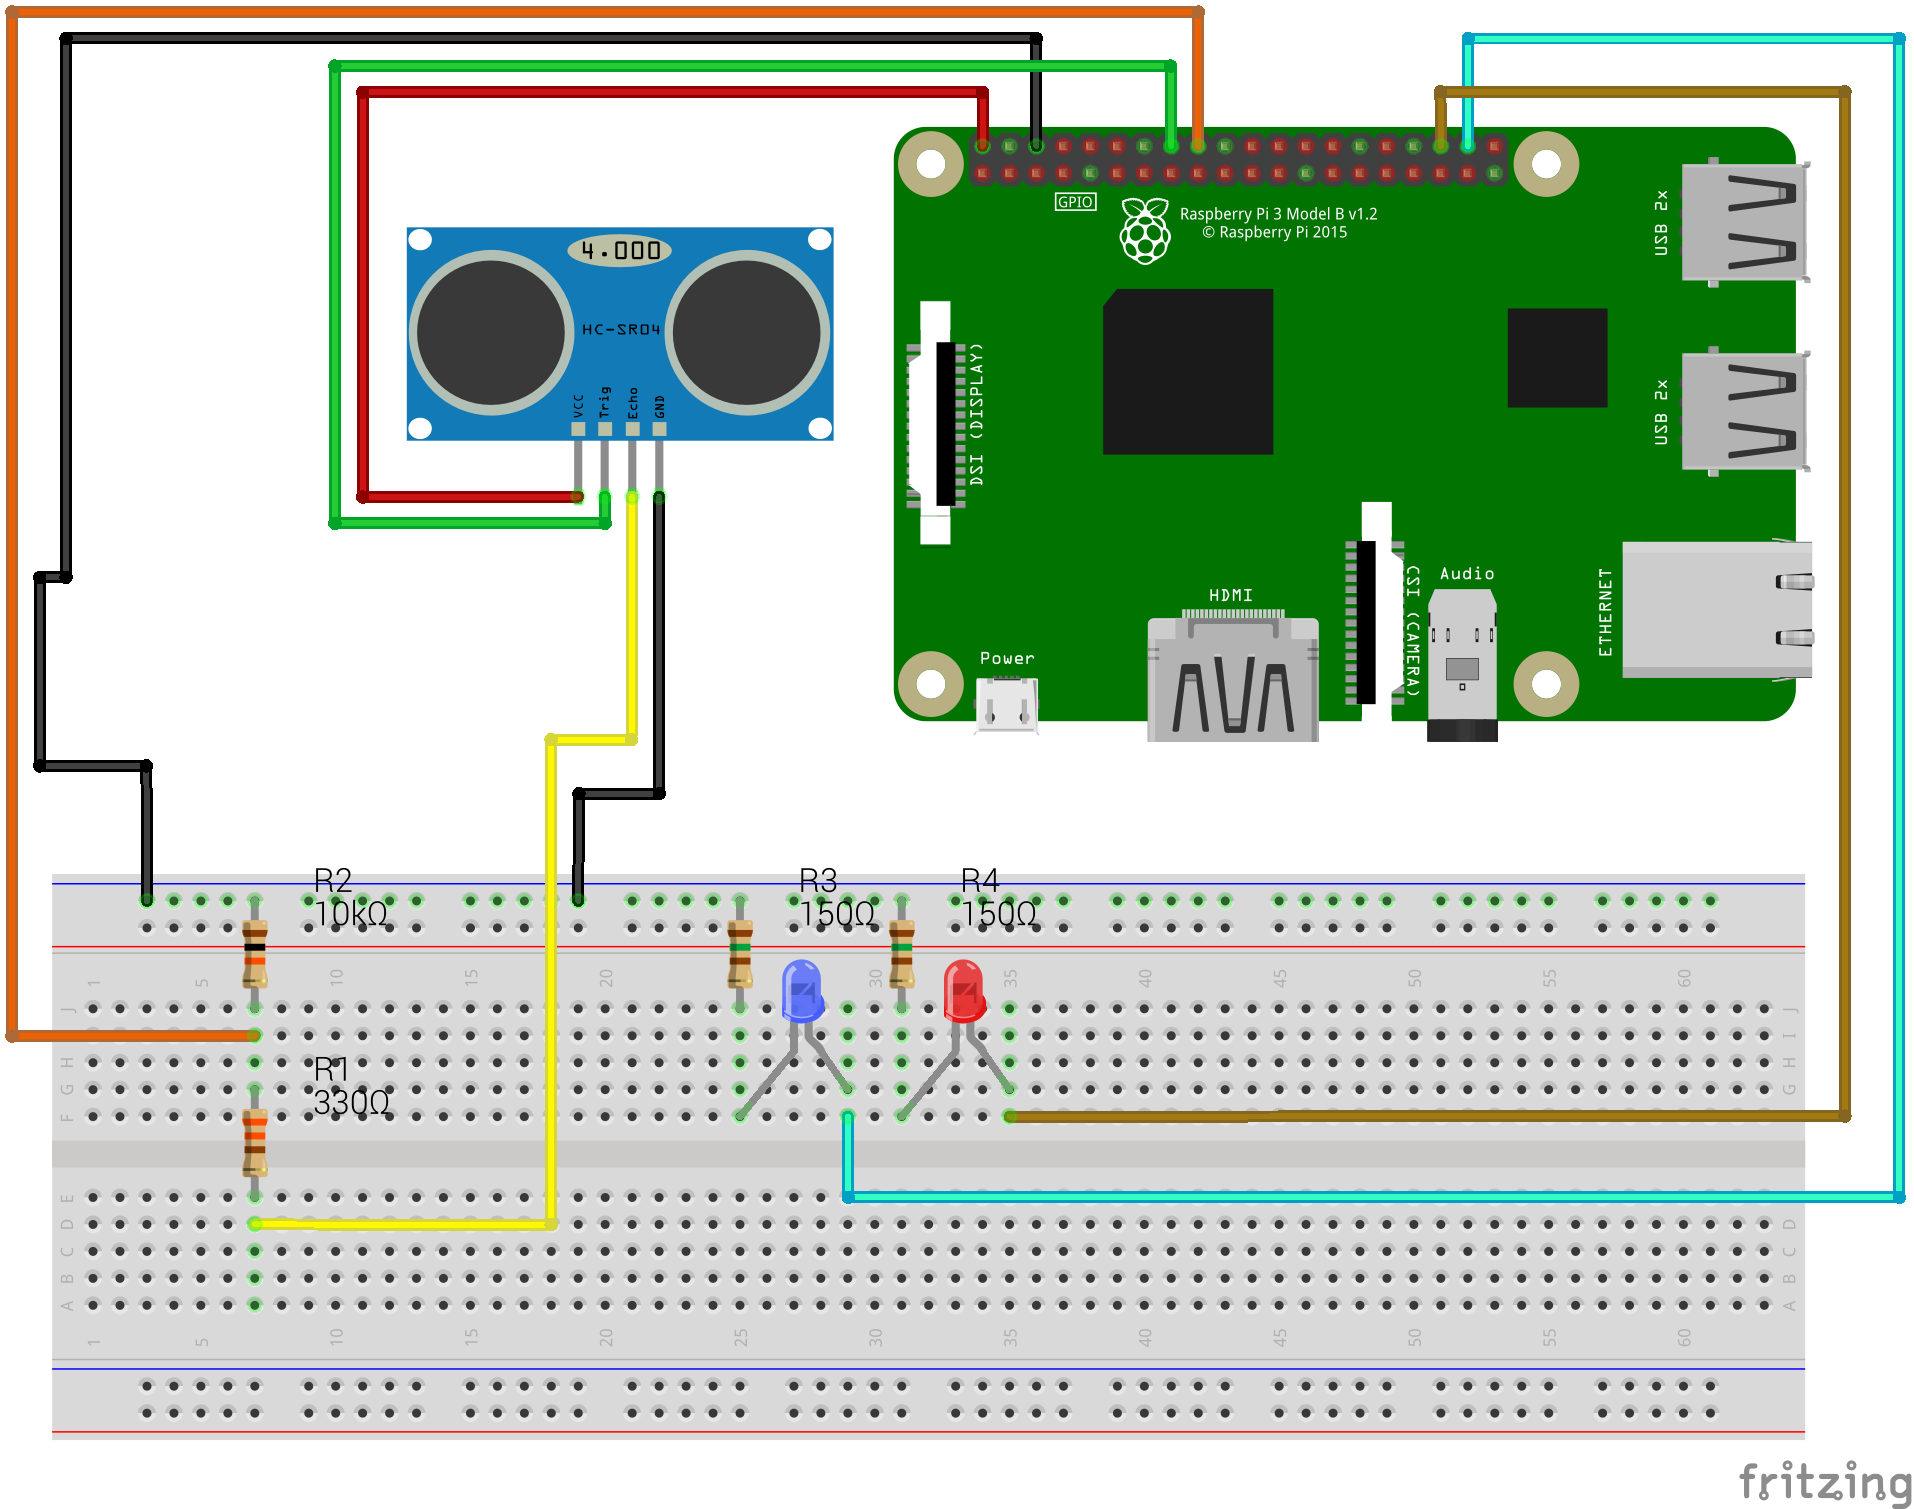 GPIO
Raspberry Pi 3 Model B v1.2
© Raspberry Pi 2015
USB 2x
4.000
HC-SR04
DSI (DISPLAY)
VCC
Trig
Echo
GND
USB 2x
HDMI
CSI (CAMERA)
Audio
ETHERNET
Power
R2
10kΩ
R3
150Ω
R4
150Ω
1 5 10 15 20 30 35 40 45 50 55 60
J J
I
H H
R1
330Ω
G G
F F
E
D D
C C
B B
A A
1 5 10 15 20 25 30 35 40 45 50 55 60
fritzing